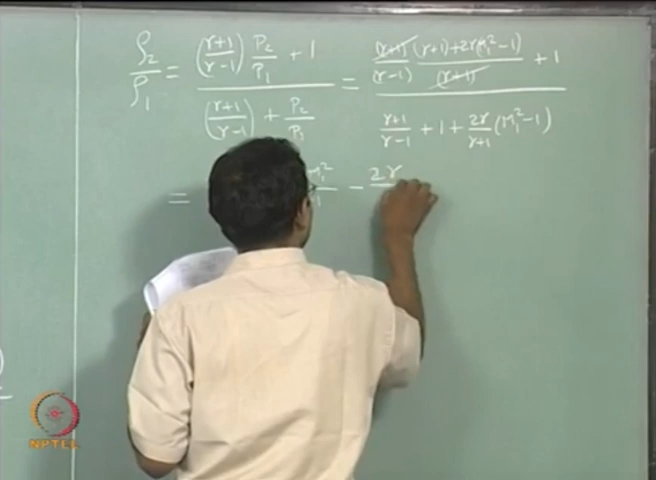 ρ₂/ρ₁ = ((γ+1)/(γ-1) P₂/P₁ + 1) / ((γ+1)/(γ-1) + P₂/P₁) = ((γ+1)/(γ-1) ((γ+1)+2γ(M₁²-1))/(γ+1) + 1) / ((γ+1)/(γ-1) + 1 + 2γ/(γ+1) (M₁²-1))
= M₁² - 2γ
NPTEL